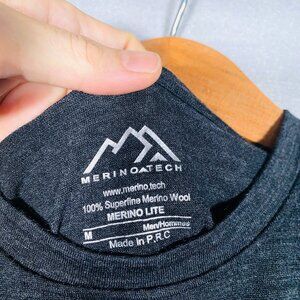 MERINO.TECH
www.merino.tech
100% Superfine Merino Wool
MERINO LITE
M Men/Hommes
Made in P.R.C